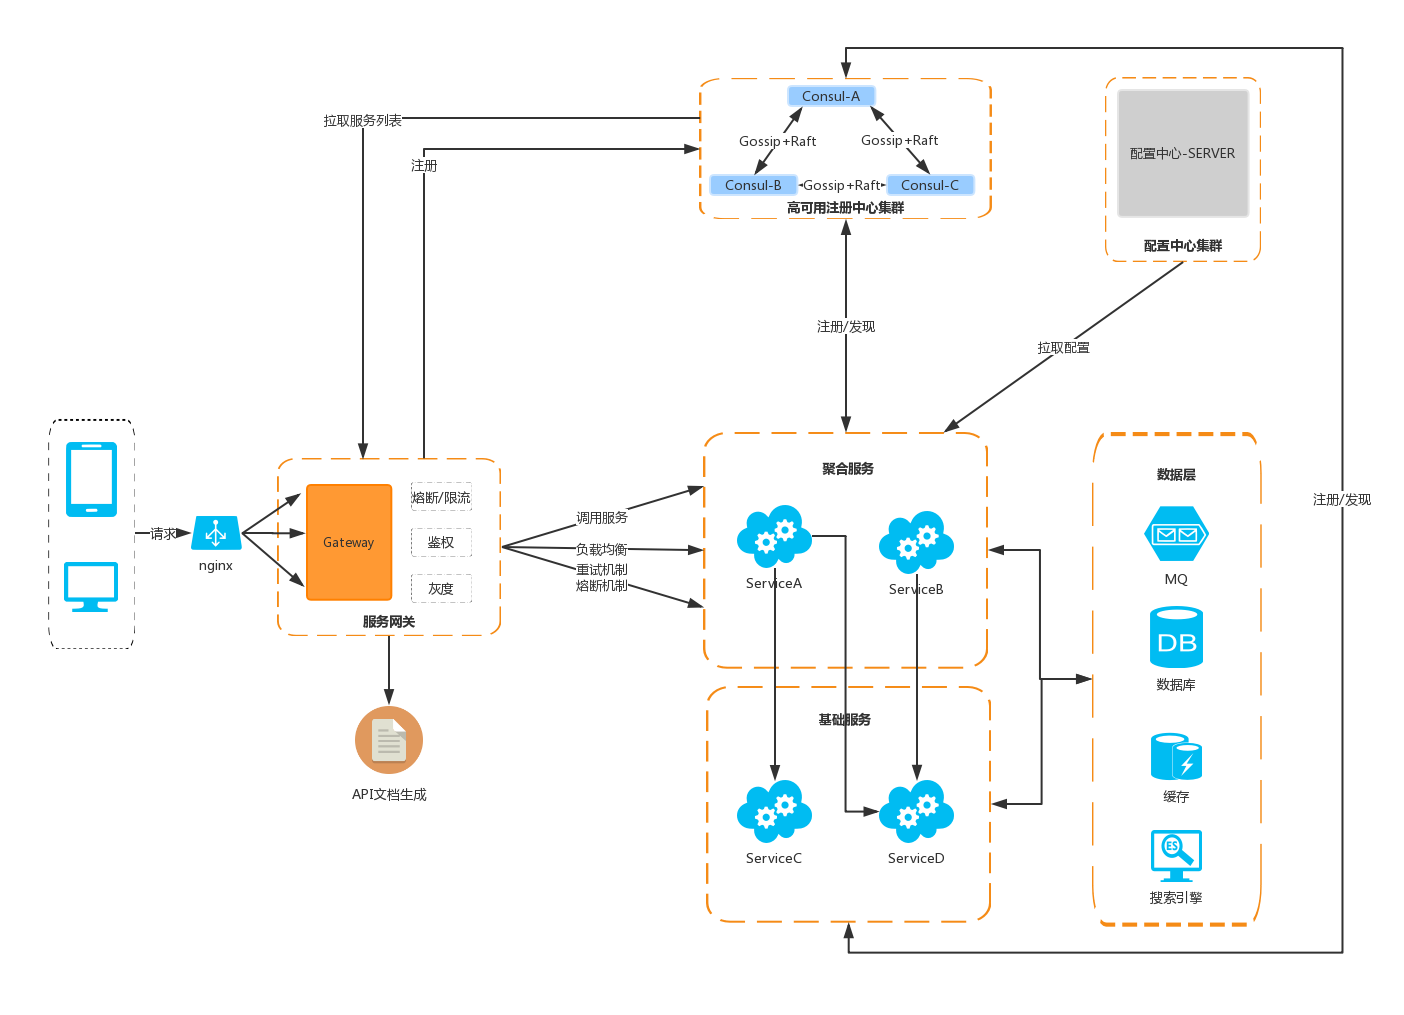 Consul-A
拉取服务列表
配置中心-SERVER
Gossip+Raft
Gossip+Raft
注册
Consul-B
Gossip+Raft
Consul-C
高可用注册中心集群
配置中心集群
注册/发现
拉取配置
聚合服务
数据层
熔断/限流
注册/发现
调用服务
请求
Gateway
鉴权
负载均衡
nginx
重试机制
熔断机制
ServiceA
ServiceB
MQ
灰度
服务网关
DB
数据库
基础服务
API文档生成
缓存
ES
ServiceC
ServiceD
搜索引擎